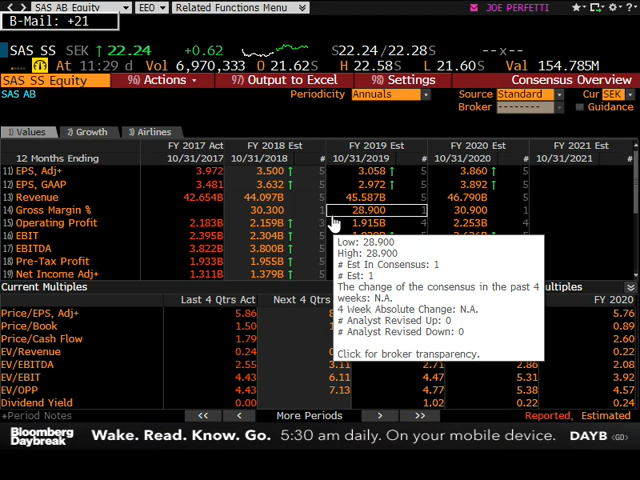 SAS AB Equity EEO Related Functions Menu JOE PERFETTI
B-Mail: +21
SAS SS SEK 22.24 +0.62 S22.24/22.28S --x--
At 11:29 d Vol 6,970,333 O 21.62S H 22.58S L 21.60S Val 154.785M
SAS SS Equity 96) Actions 97) Output to Excel 98) Settings Consensus Overview
SAS AB Periodicity Annuals Source Standard Cur SEK
Broker -------- Guidance
1) Values 2) Growth 3) Airlines
FY 2017 Act FY 2018 Est FY 2019 Est FY 2020 Est FY 2021 Est
12 Months Ending 10/31/2017 10/31/2018 # 10/31/2019 # 10/31/2020 # 10/31/2021
11) EPS, Adj+ 3.972 3.500 5 3.058 5 3.860 5
12) EPS, GAAP 3.481 3.632 5 2.972 5 3.892 5
13) Revenue 42.654B 44.097B 5 45.587B 5 46.790B 5
14) Gross Margin % 30.300 1 28.900 1 30.900 1
15) Operating Profit 2.183B 2.159B 3 1.915B 4 2.253B 4
16) EBIT 2.395B 2.304B 5
17) EBITDA 3.822B 3.800B 5
18) Pre-Tax Profit 1.933B 1.955B 5
19) Net Income Adj+ 1.311B 1.379B 5
Low: 28.900
High: 28.900
# Est In Consensus: 1
# Est: 1
The change of the consensus in the past 4
weeks: N.A.
4 Week Absolute Change: N.A.
# Analyst Revised Up: 0
# Analyst Revised Down: 0
Click for broker transparency.
Current Multiples Multiples
Last 4 Qtrs Act Next 4 Qtrs FY 2020
Price/EPS, Adj+ 5.86 5.76
Price/Book 1.50 1.03
Price/Cash Flow 1.79 2.60
EV/Revenue 0.24 0.22
EV/EBITDA 2.55 3.11 2.71 2.86 2.08
EV/EBIT 4.43 6.11 4.47 5.31 3.92
EV/OPP 4.43 7.13 4.77 5.38 4.57
Dividend Yield 0.00 1.02 0.22 0.24
+Period Notes << < More Periods > >> Reported, Estimated
Bloomberg
Daybreak
Wake. Read. Know. Go. 5:30 am daily. On your mobile device. DAYB <GO>